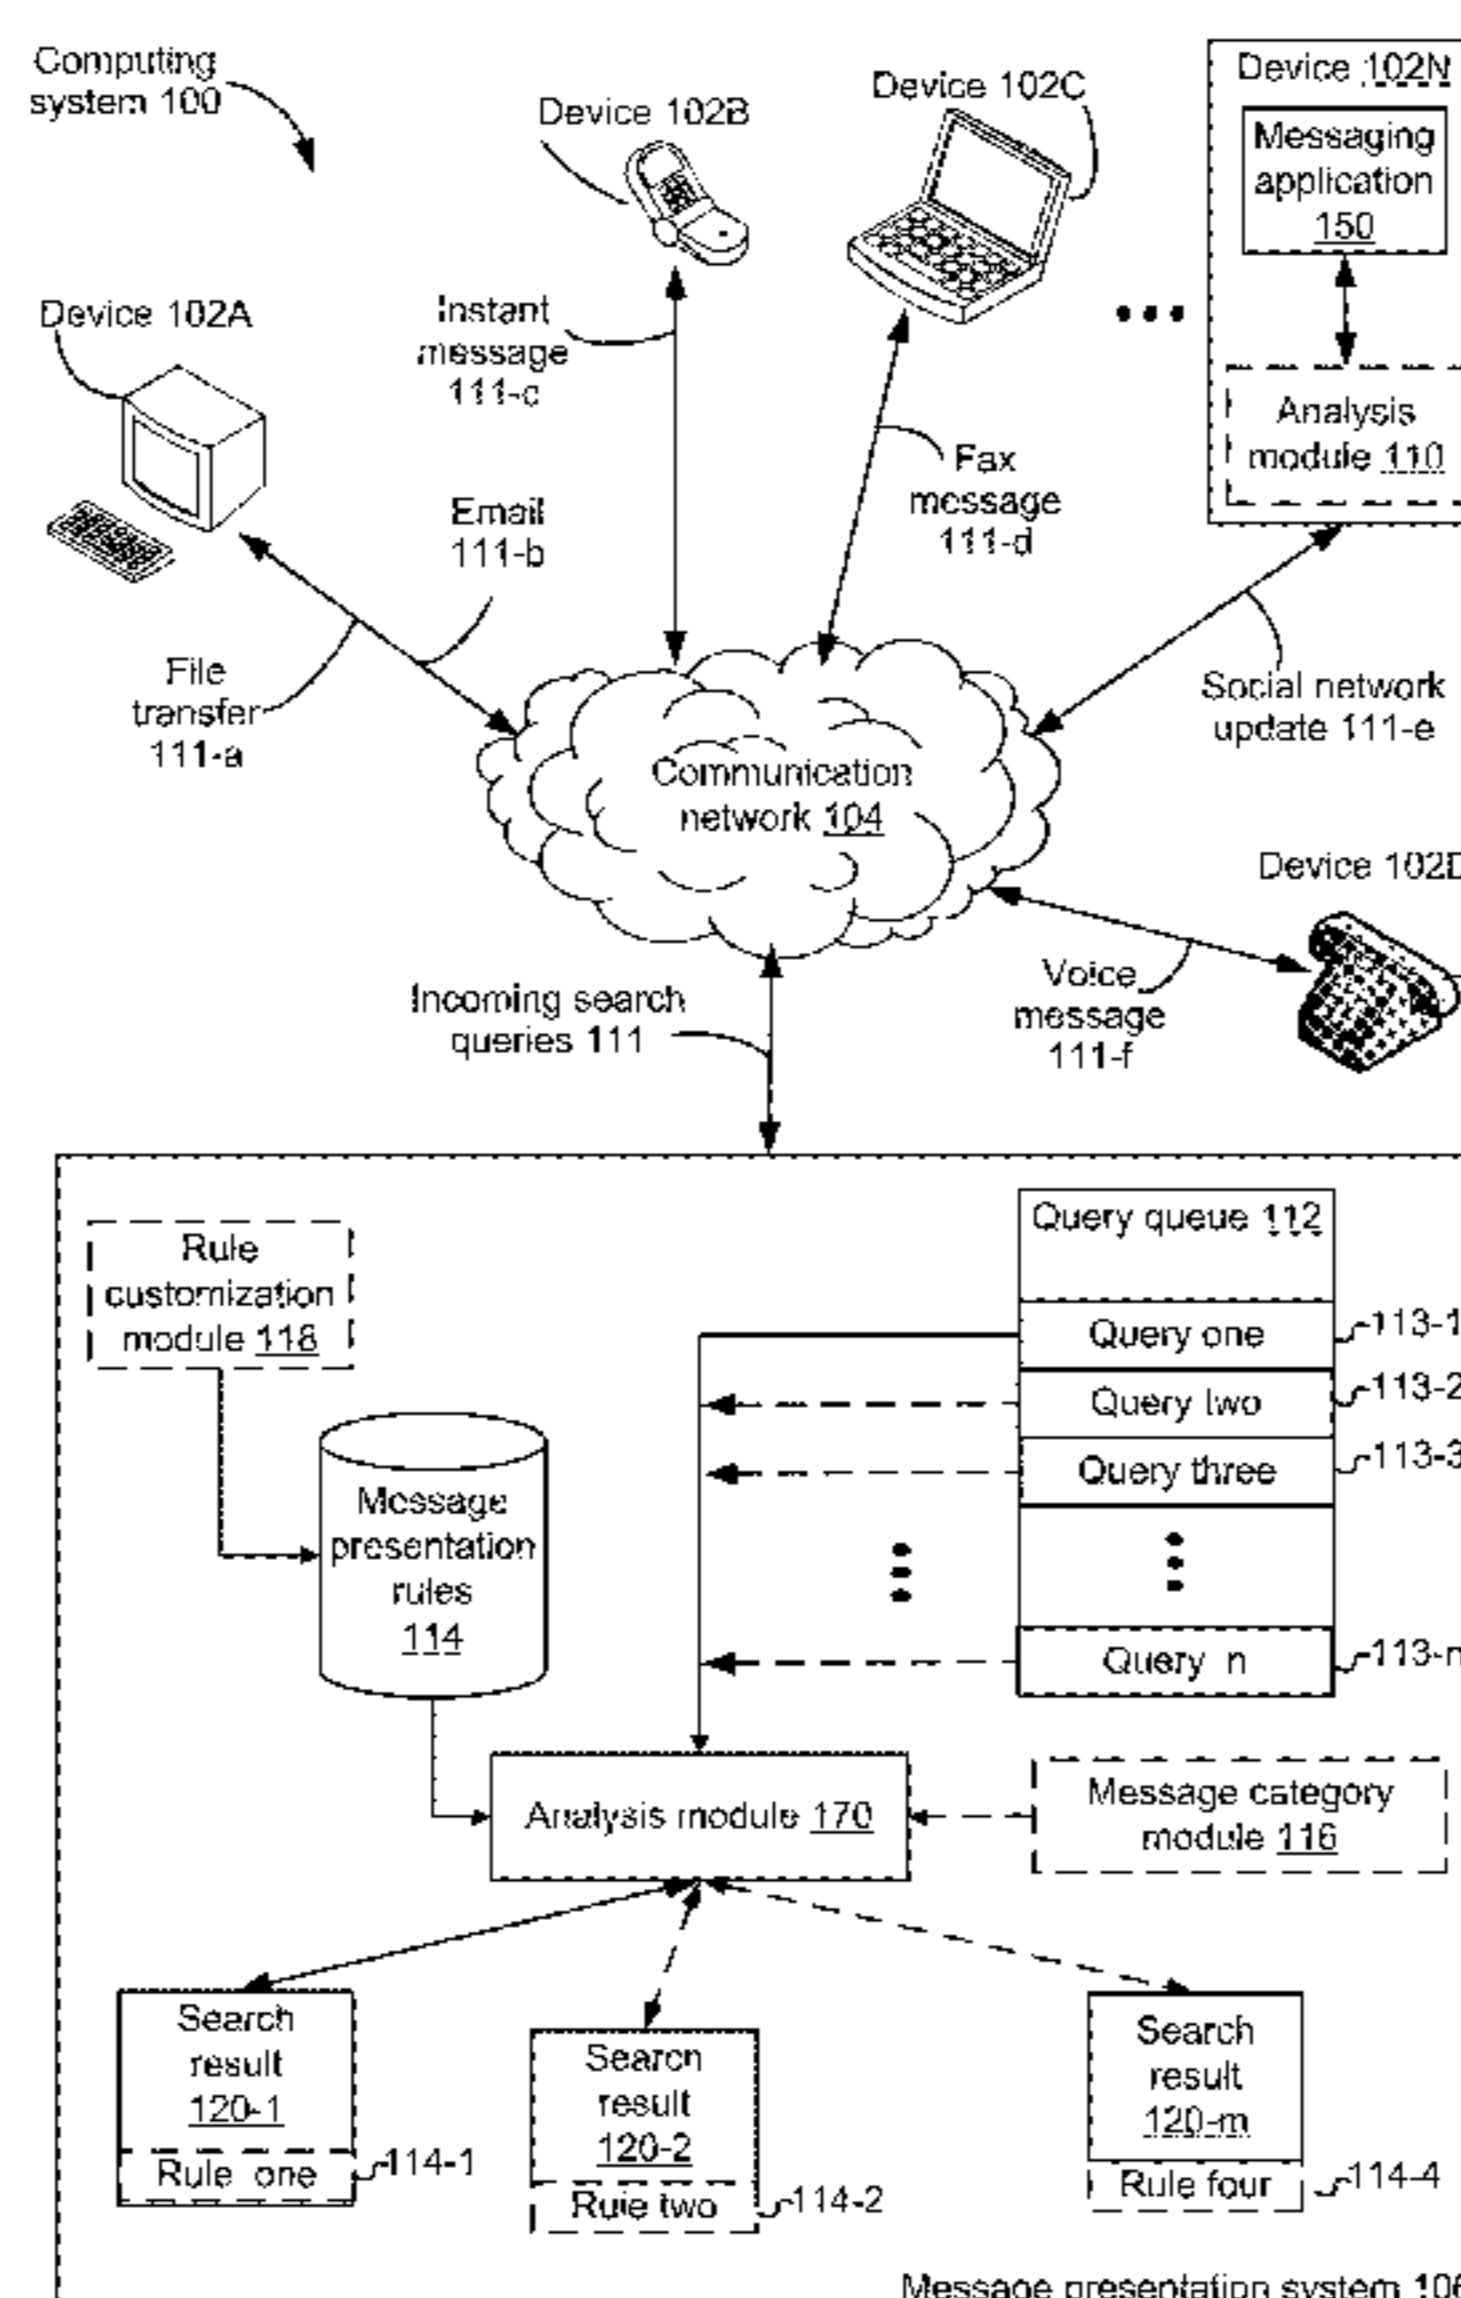 Computing
system 100
Device 102B
Device 102C
Device 102N
Messaging
application
150
Analysis
module 110
Device 102A
Instant
message
111-c
Email
111-b
Fax
message
111-d
File
transfer
111-a
Social network
update 111-e
Communication
network 104
Device 102D
Voice
message
111-f
Incoming search
queries 111
Rule
customization
module 118
Query queue 112
Query one
113-1
Query two
113-2
Query three
113-3
Query n
113-n
Message
presentation
rules
114
Analysis module 170
Message category
module 116
Search
result
120-1
Rule one
114-1
Search
result
120-2
Rule two
114-2
Search
result
120-m
Rule four
114-4
Message presentation system 106